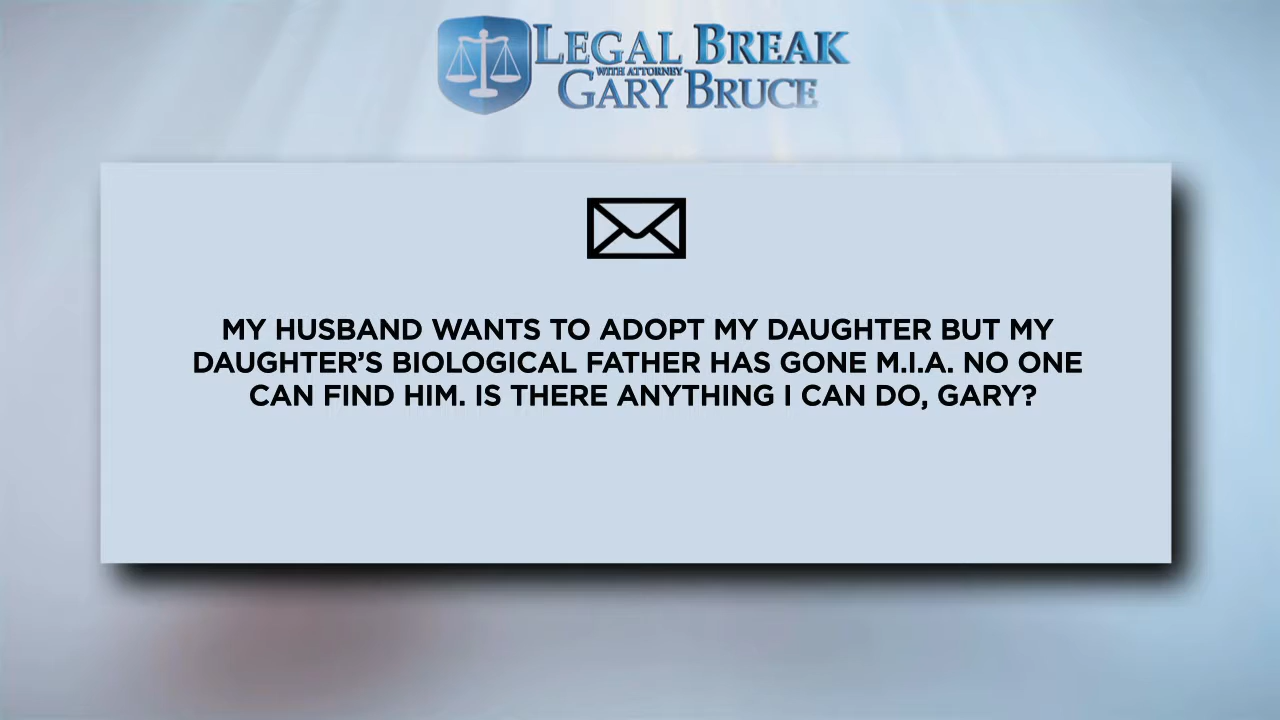 LEGAL BREAK
WITH ATTORNEY
GARY BRUCE
MY HUSBAND WANTS TO ADOPT MY DAUGHTER BUT MY
DAUGHTER'S BIOLOGICAL FATHER HAS GONE M.I.A. NO ONE
CAN FIND HIM. IS THERE ANYTHING I CAN DO, GARY?